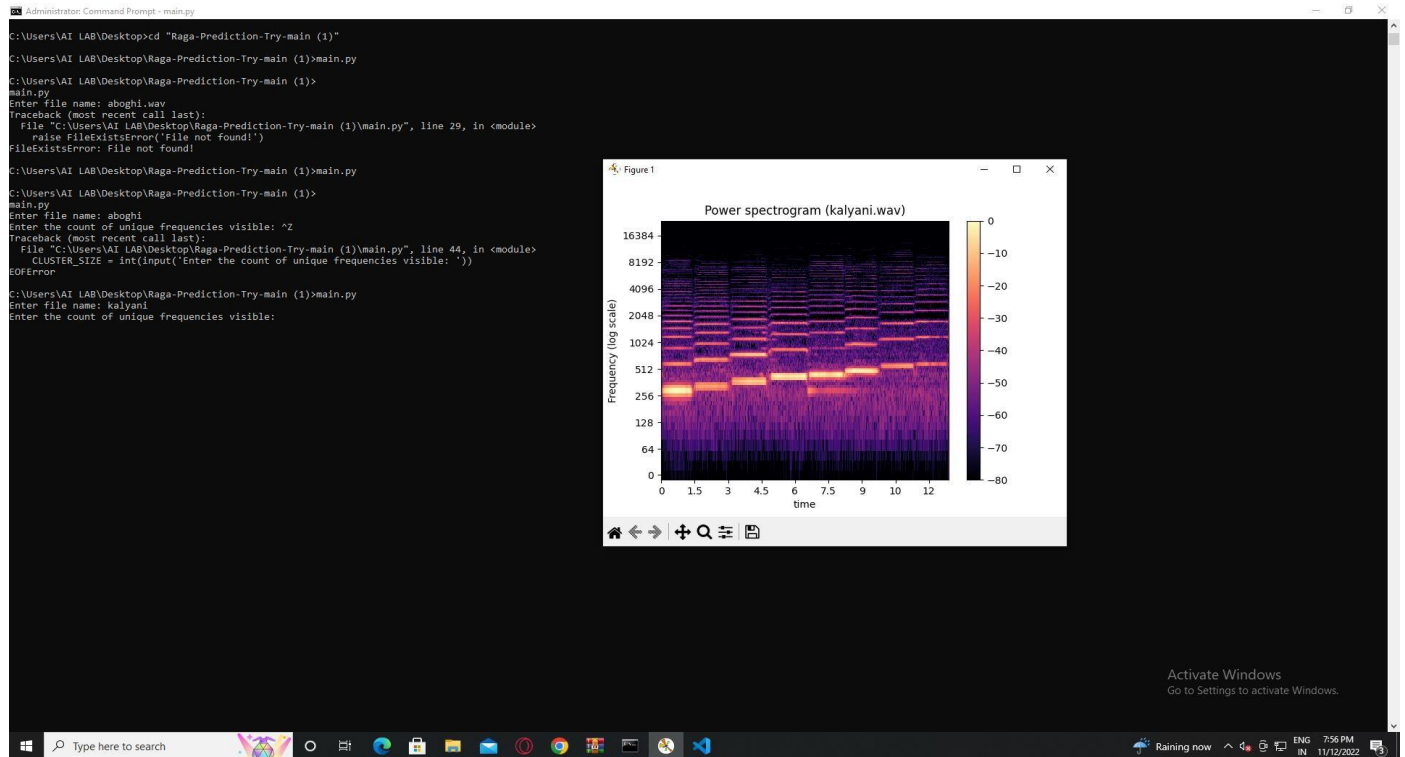 Administrator: Command Prompt - main.py
C:\Users\AI LAB\Desktop>cd "Raga-Prediction-Try-main (1)"
C:\Users\AI LAB\Desktop\Raga-Prediction-Try-main (1)>main.py
C:\Users\AI LAB\Desktop\Raga-Prediction-Try-main (1)>
main.py
Enter file name: aboghi.wav
Traceback (most recent call last):
File "C:\Users\AI LAB\Desktop\Raga-Prediction-Try-main (1)\main.py", line 29, in <module>
raise FileExistsError('File not found!')
FileExistsError: File not found!
C:\Users\AI LAB\Desktop\Raga-Prediction-Try-main (1)>main.py
C:\Users\AI LAB\Desktop\Raga-Prediction-Try-main (1)>
main.py
Enter file name: aboghi
Enter the count of unique frequencies visible: ^Z
Traceback (most recent call last):
File "C:\Users\AI LAB\Desktop\Raga-Prediction-Try-main (1)\main.py", line 44, in <module>
CLUSTER_SIZE = int(input('Enter the count of unique frequencies visible: '))
EOFError
C:\Users\AI LAB\Desktop\Raga-Prediction-Try-main (1)>main.py
Enter file name: kalyani
Enter the count of unique frequencies visible:
Figure 1
Power spectrogram (kalyani.wav)
Frequency (log scale)
16384
8192
4096
2048
1024
512
256
128
64
0
0 1.5 3 4.5 6 7.5 9 10 12
time
0
-10
-20
-30
-40
-50
-60
-70
-80
Activate Windows
Go to Settings to activate Windows.
Type here to search
Raining now
ENG 7:56 PM
IN 11/12/2022
3